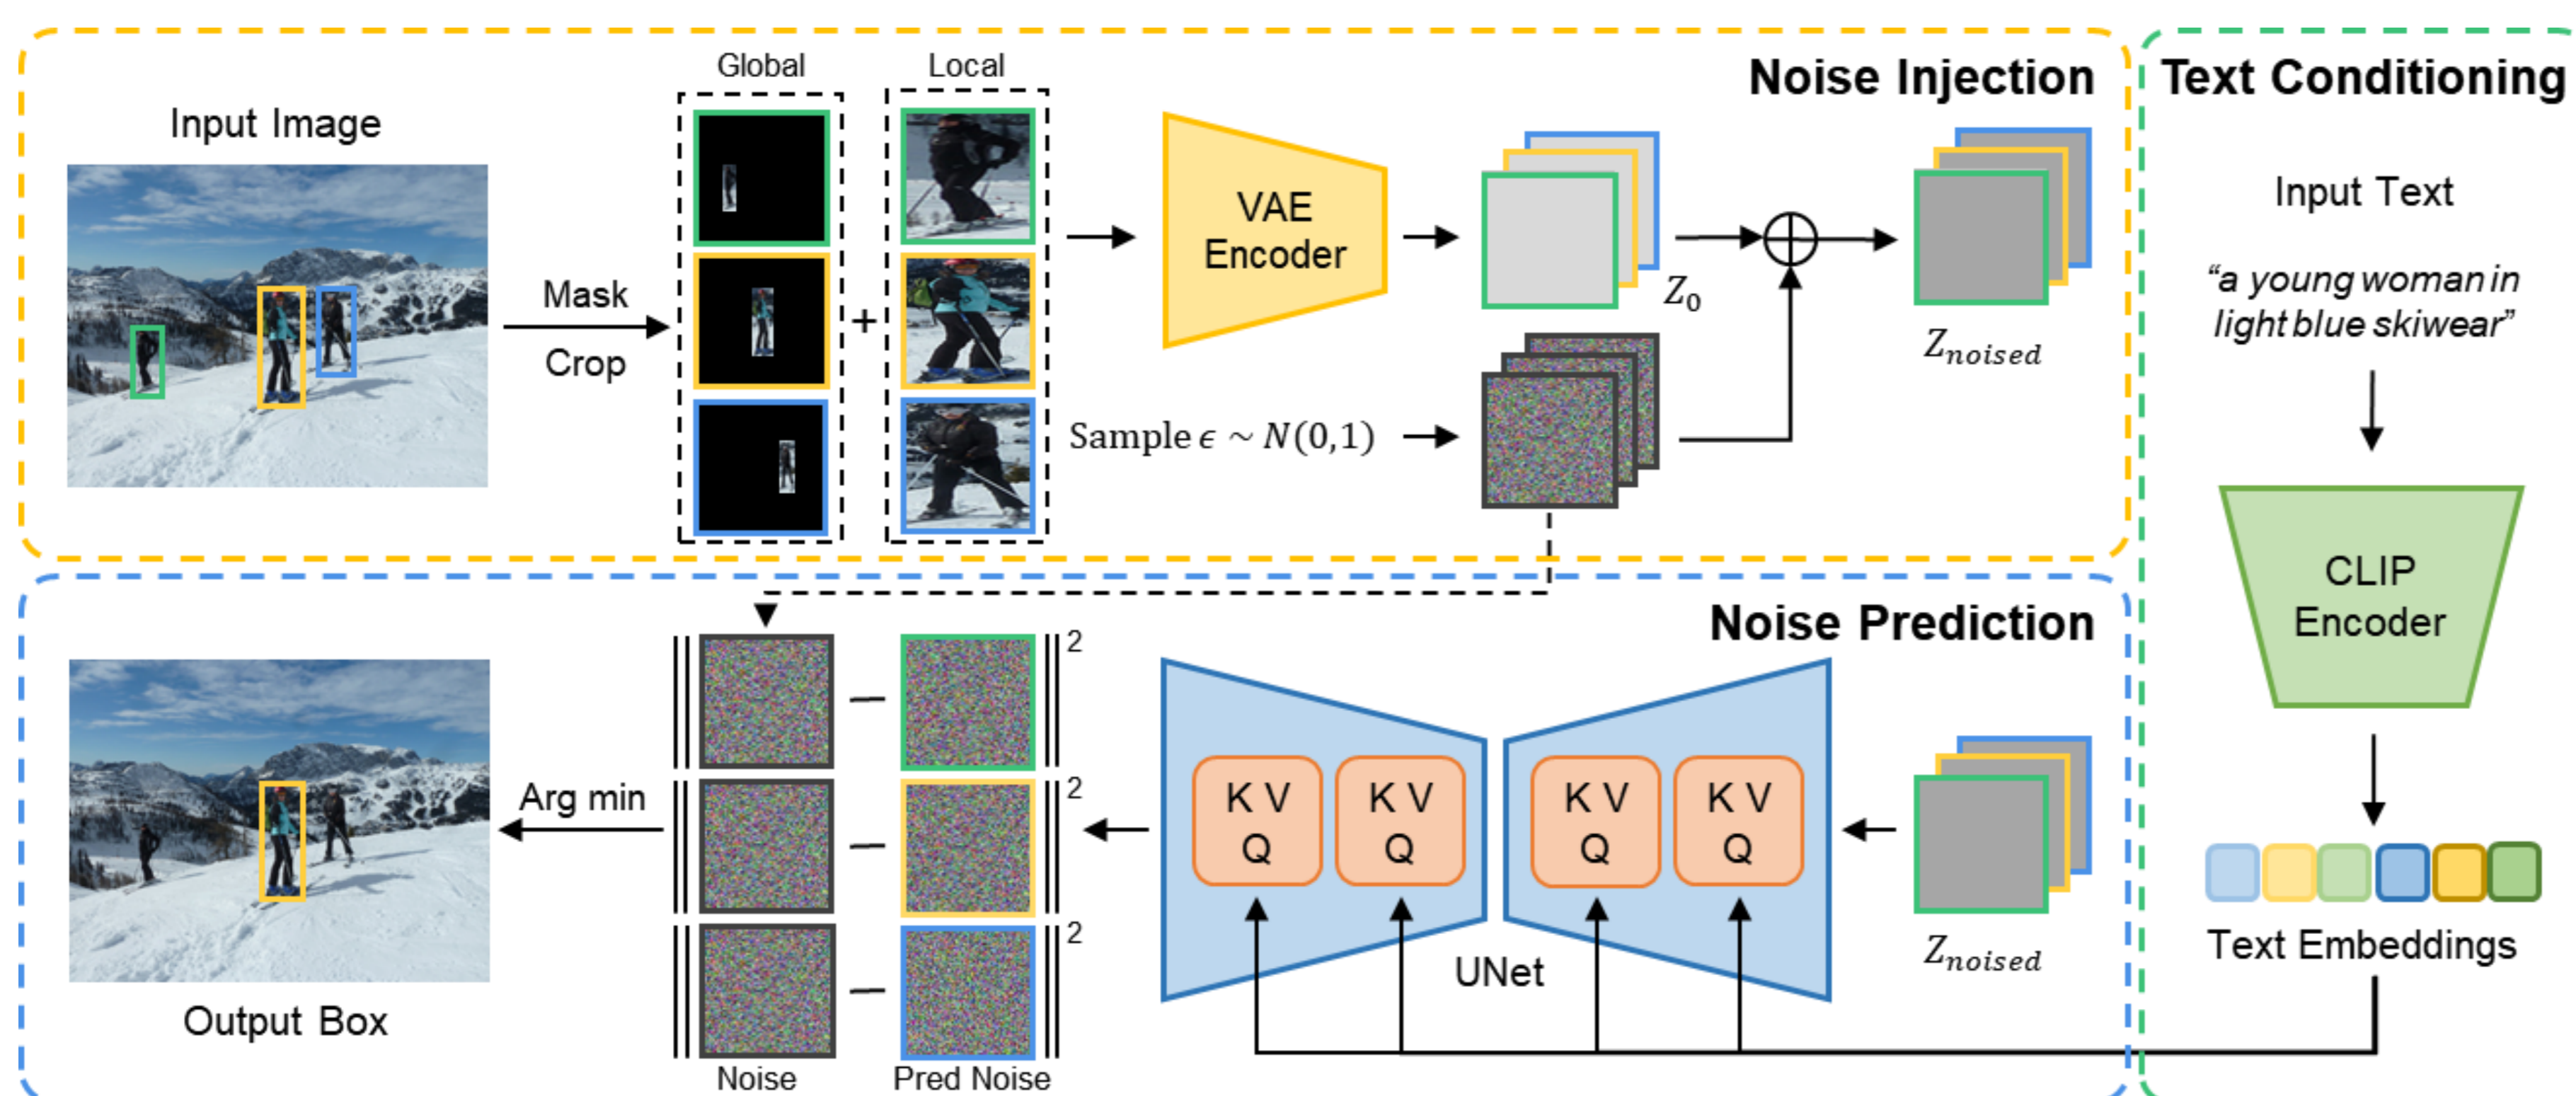 Noise Injection
Input Image
Mask
Crop
Global
Local
+
VAE
Encoder
Z₀
Sample ϵ ~ N(0,1)
Z_noised
Text Conditioning
Input Text
“a young woman in
light blue skiwear”
CLIP
Encoder
Text Embeddings
Noise Prediction
Z_noised
UNet
K V
Q
K V
Q
K V
Q
K V
Q
2
2
2
Noise
Pred Noise
Arg min
Output Box